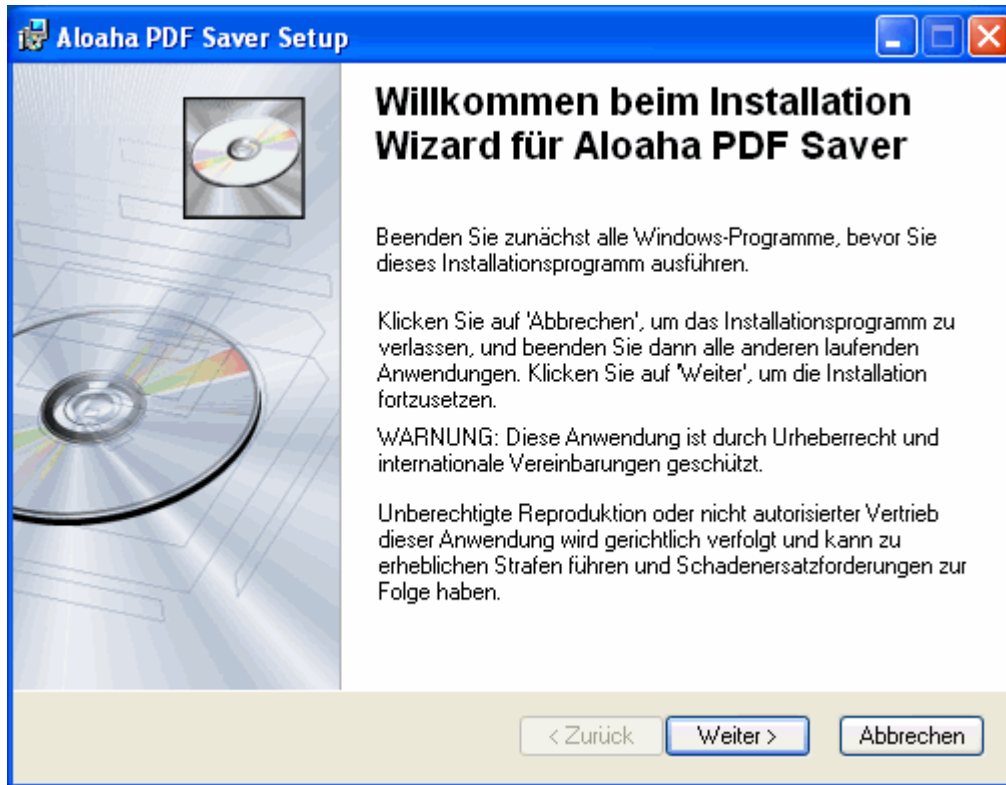 Aloaha PDF Saver Setup
Willkommen beim Installation
Wizard für Aloaha PDF Saver
Beenden Sie zunächst alle Windows-Programme, bevor Sie
dieses Installationsprogramm ausführen.
Klicken Sie auf 'Abbrechen', um das Installationsprogramm zu
verlassen, und beenden Sie dann alle anderen laufenden
Anwendungen. Klicken Sie auf 'Weiter', um die Installation
fortzusetzen.
WARNUNG: Diese Anwendung ist durch Urheberrecht und
internationale Vereinbarungen geschützt.
Unberechtigte Reproduktion oder nicht autorisierter Vertrieb
dieser Anwendung wird gerichtlich verfolgt und kann zu
erheblichen Strafen führen und Schadenersatzforderungen zur
Folge haben.
< Zurück Weiter > Abbrechen